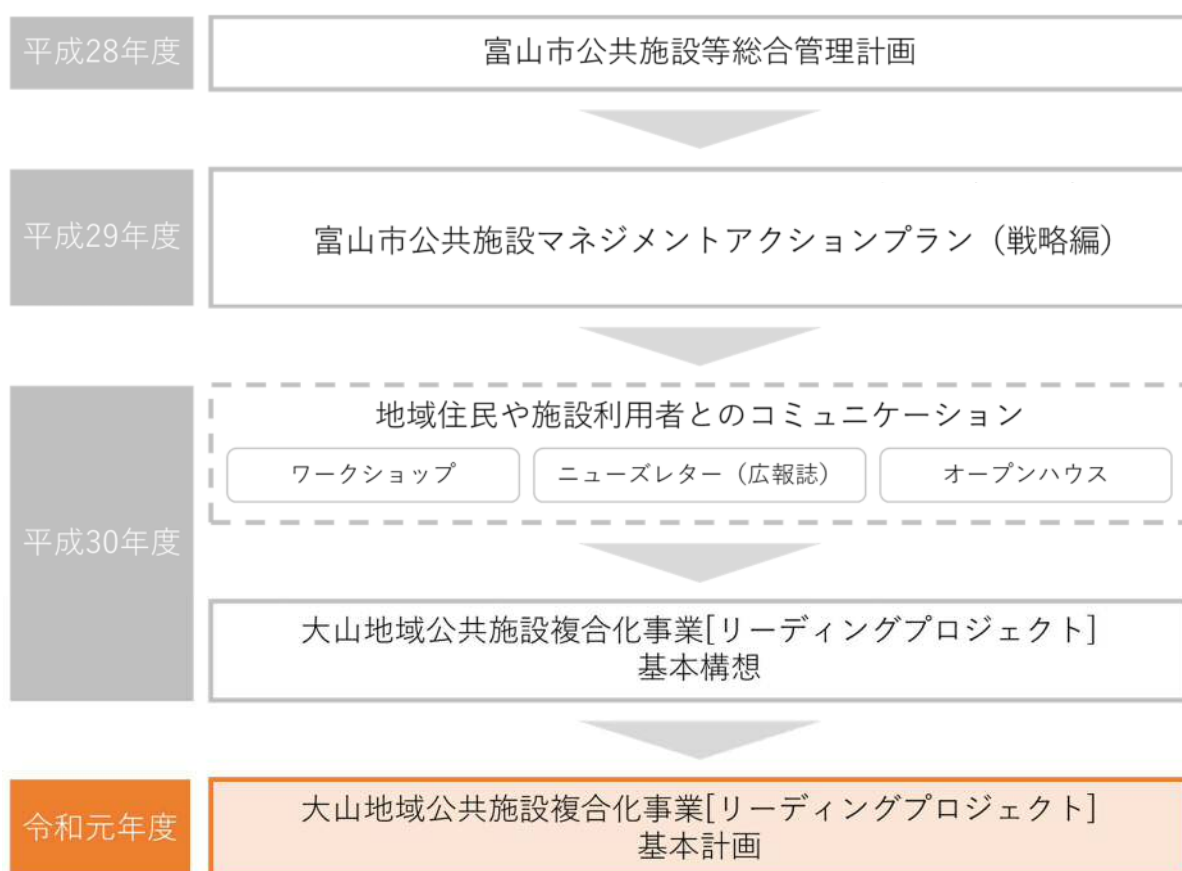 平成28年度
富山市公共施設等総合管理計画
平成29年度
富山市公共施設マネジメントアクションプラン（戦略編）
平成30年度
地域住民や施設利用者とのコミュニケーション
ワークショップ
ニューズレター（広報誌）
オープンハウス
大山地域公共施設複合化事業[リーディングプロジェクト]
基本構想
令和元年度
大山地域公共施設複合化事業[リーディングプロジェクト]
基本計画